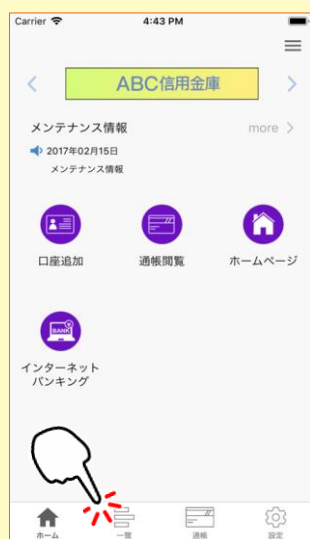 Carrier 4:43 PM
ABC信用金庫
メンテナンス情報 more
2017年02月15日
メンテナンス情報
口座追加 通帳閲覧 ホームページ
BANK
インターネット
バンキング
ホーム 一覧 通帳 設定